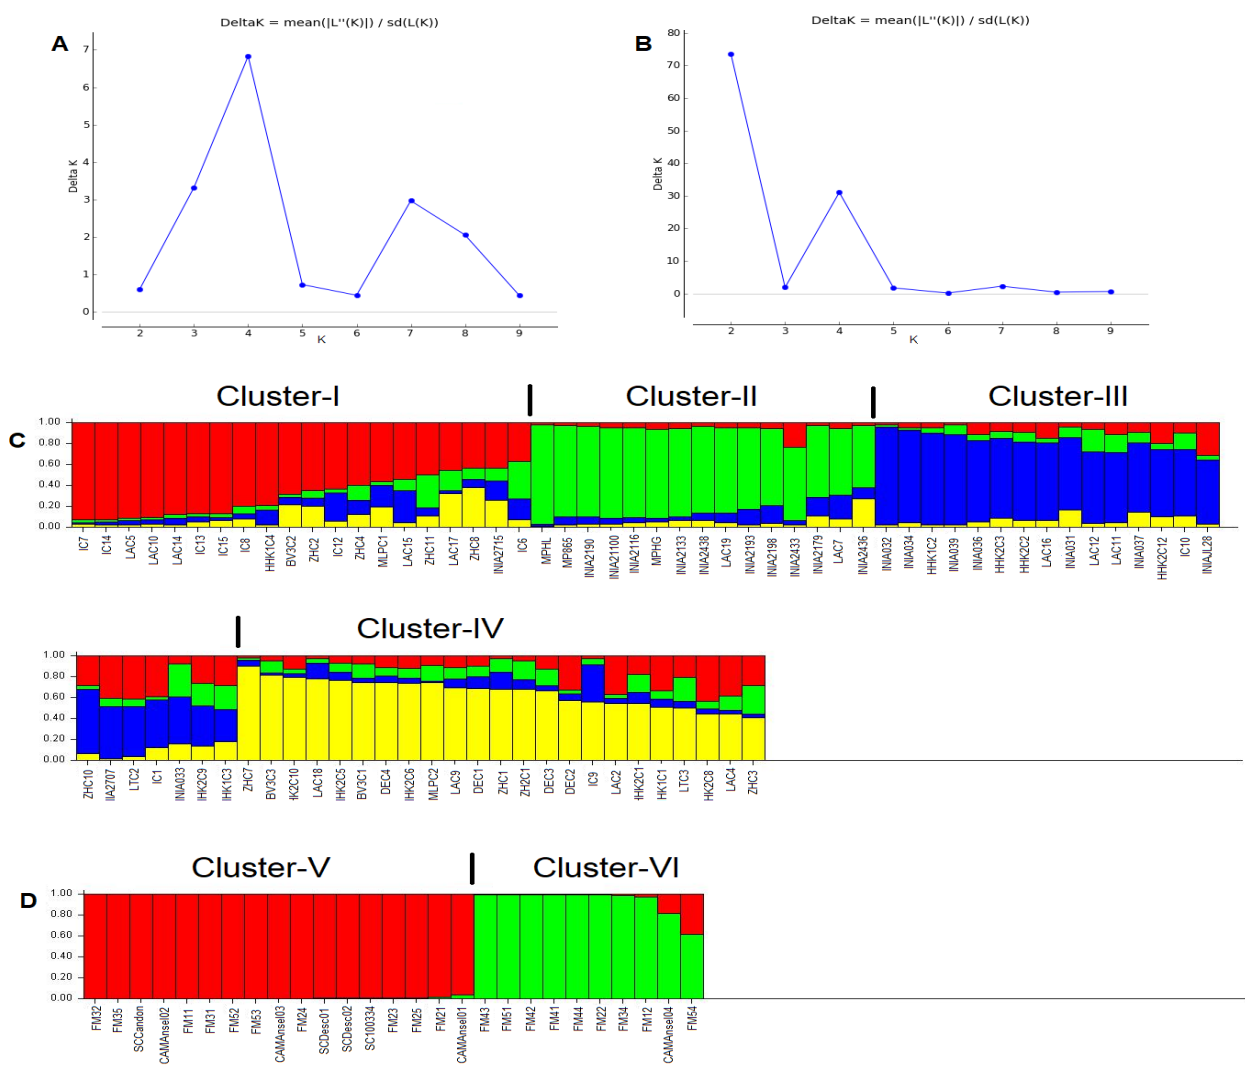 DeltaK = mean(|L''(K)|) / sd(L(K))
A
7
6
5
4
3
2
1
0
Delta K
2 3 4 5 6 7 8 9
K
DeltaK = mean(|L''(K)|) / sd(L(K))
B
80
70
60
50
40
30
20
10
0
Delta K
2 3 4 5 6 7 8 9
K
Cluster-I Cluster-II Cluster-III
C
1.00
0.80
0.60
0.40
0.20
0.00
IC7 IC14 LAC5 LAC10 LAC14 IC13 IC15 IC8 HHK1C4 BV3C2 ZHC2 IC12 ZHC4 MLPC1 LAC15 ZHC11 LAC17 ZHC8 INIA2715 IC6 MPHL MP865 INIA2190 INIA21100 INIA2116 MPHG INIA2133 INIA2438 LAC19 INIA2193 INIA2198 INIA2433 INIA2179 LAC7 INIA2436 INIA032 INIA034 HHK1C2 INIA039 INIA036 HHK2C3 HHK2C2 LAC16 INIA031 LAC12 LAC11 INIA037 HHK2C12 IC10 INIAJL28
Cluster-IV
1.00
0.80
0.60
0.40
0.20
0.00
ZHC10 IIA2707 LTC2 IC1 INIA033 IHK2C9 IHK1C3 ZHC7 BV3C3 IK2C10 LAC18 IHK2C5 BV3C1 DEC4 IHK2C6 MLPC2 LAC9 DEC1 ZHC1 ZH2C1 DEC3 DEC2 IC9 LAC2 HHK2C1 HK1C1 LTC3 HK2C8 LAC4 ZHC3
Cluster-V Cluster-VI
D
1.00
0.80
0.60
0.40
0.20
0.00
FM32 FM35 SCCandon CAMAnsel02 FM11 FM31 FM52 FM53 CAMAnsel03 FM24 SCDesc01 SCDesc02 SC100334 FM23 FM25 FM21 CAMAnsel01 FM43 FM51 FM42 FM41 FM44 FM22 FM34 FM12 CAMAnsel04 FM54